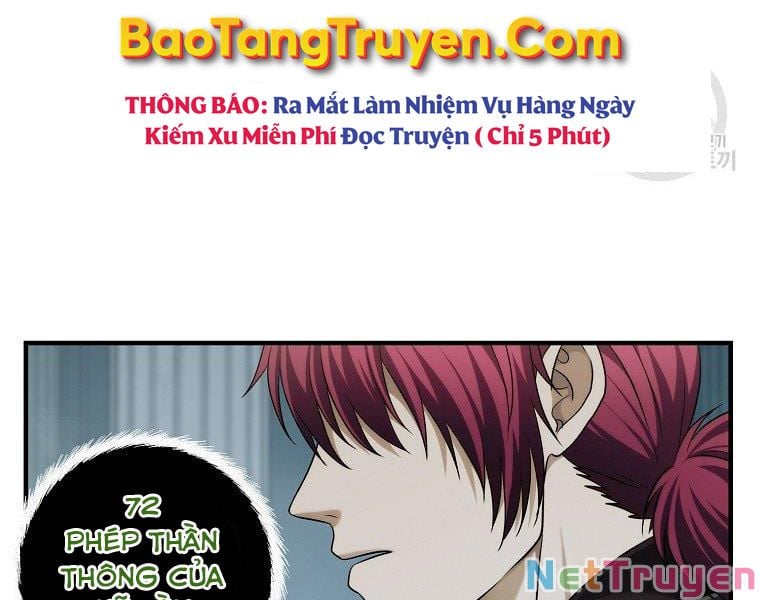 BaoTangTruyen.Com
THÔNG BÁO: Ra Mắt Làm Nhiệm Vụ Hàng Ngày
Kiếm Xu Miễn Phí Đọc Truyện ( Chỉ 5 Phút)
72
PHÉP THẦN
THÔNG CỦA
NetTruyen